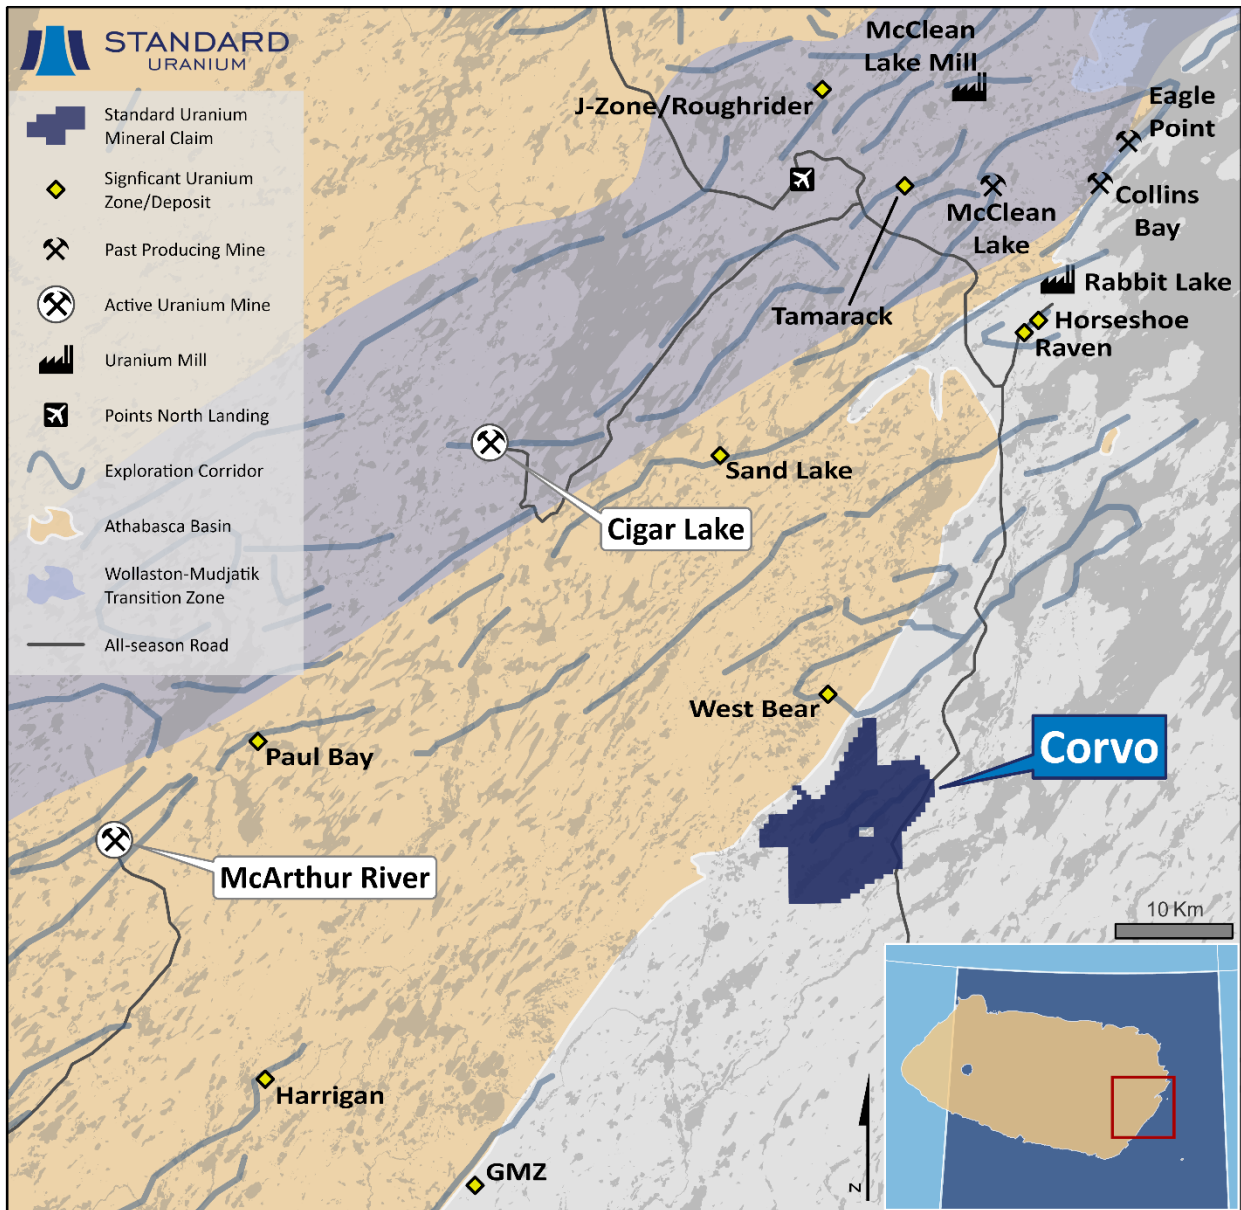 STANDARD
URANIUM
Standard Uranium
Mineral Claim
Signficant Uranium
Zone/Deposit
Past Producing Mine
Active Uranium Mine
Uranium Mill
Points North Landing
Exploration Corridor
Athabasca Basin
Wollaston-Mudjatik
Transition Zone
All-season Road
McClean
Lake Mill
J-Zone/Roughrider
Eagle
Point
Collins
Bay
McClean
Lake
Tamarack
Rabbit Lake
Horseshoe
Raven
Sand Lake
Cigar Lake
West Bear
Paul Bay
Corvo
McArthur River
10 Km
Harrigan
GMZ
N